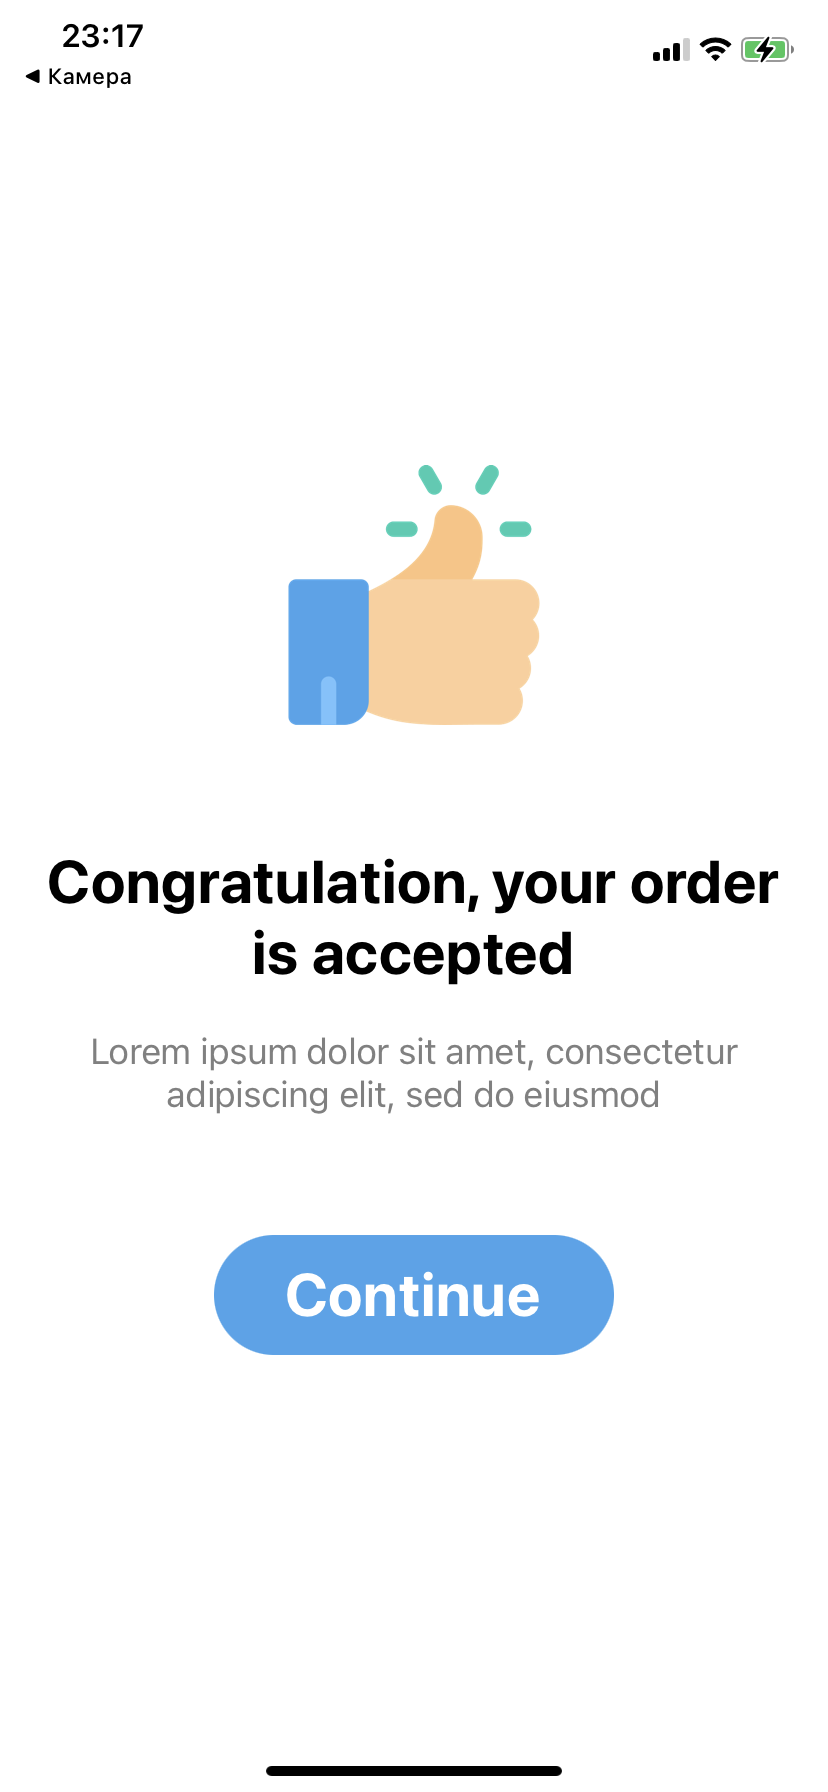 23:17
◀ Камера
Congratulation, your order
is accepted
Lorem ipsum dolor sit amet, consectetur
adipiscing elit, sed do eiusmod
Continue